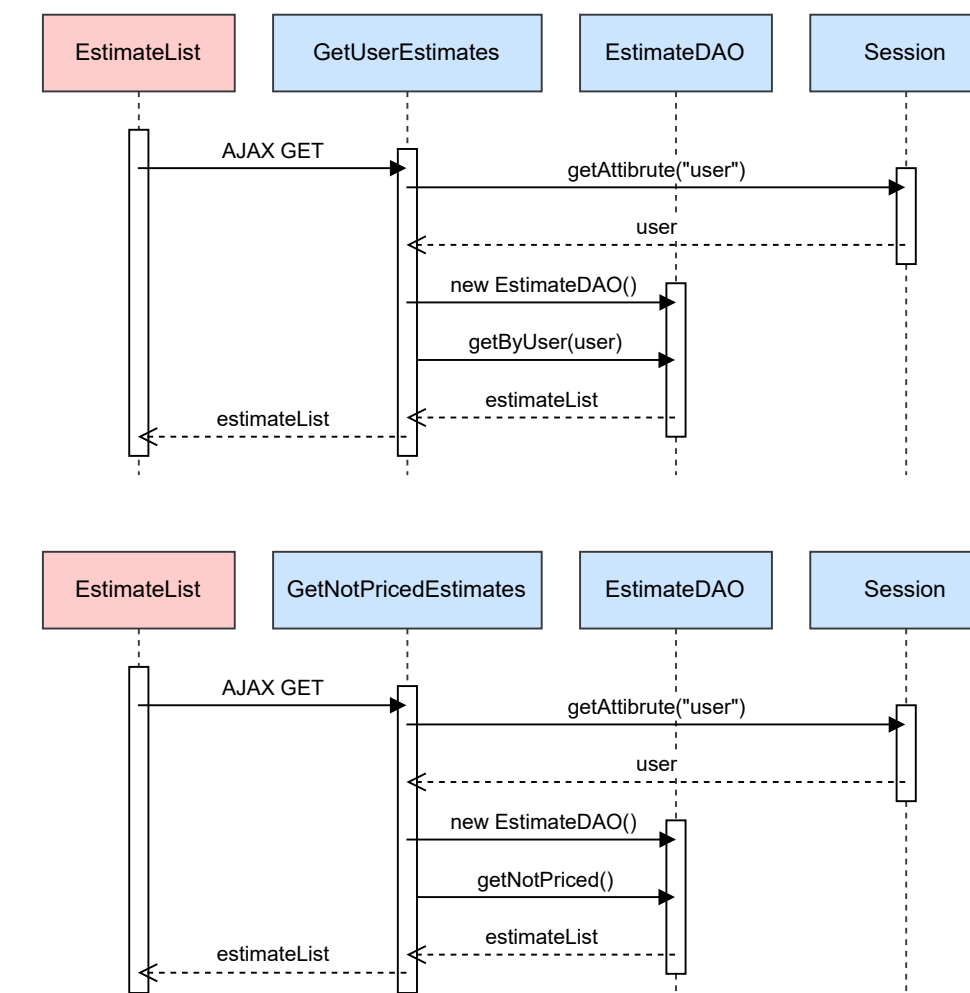 EstimateList
GetUserEstimates
EstimateDAO
Session
AJAX GET
getAttibrute("user")
user
new EstimateDAO()
getByUser(user)
estimateList
estimateList
EstimateList
GetNotPricedEstimates
EstimateDAO
Session
AJAX GET
getAttibrute("user")
user
new EstimateDAO()
getNotPriced()
estimateList
estimateList